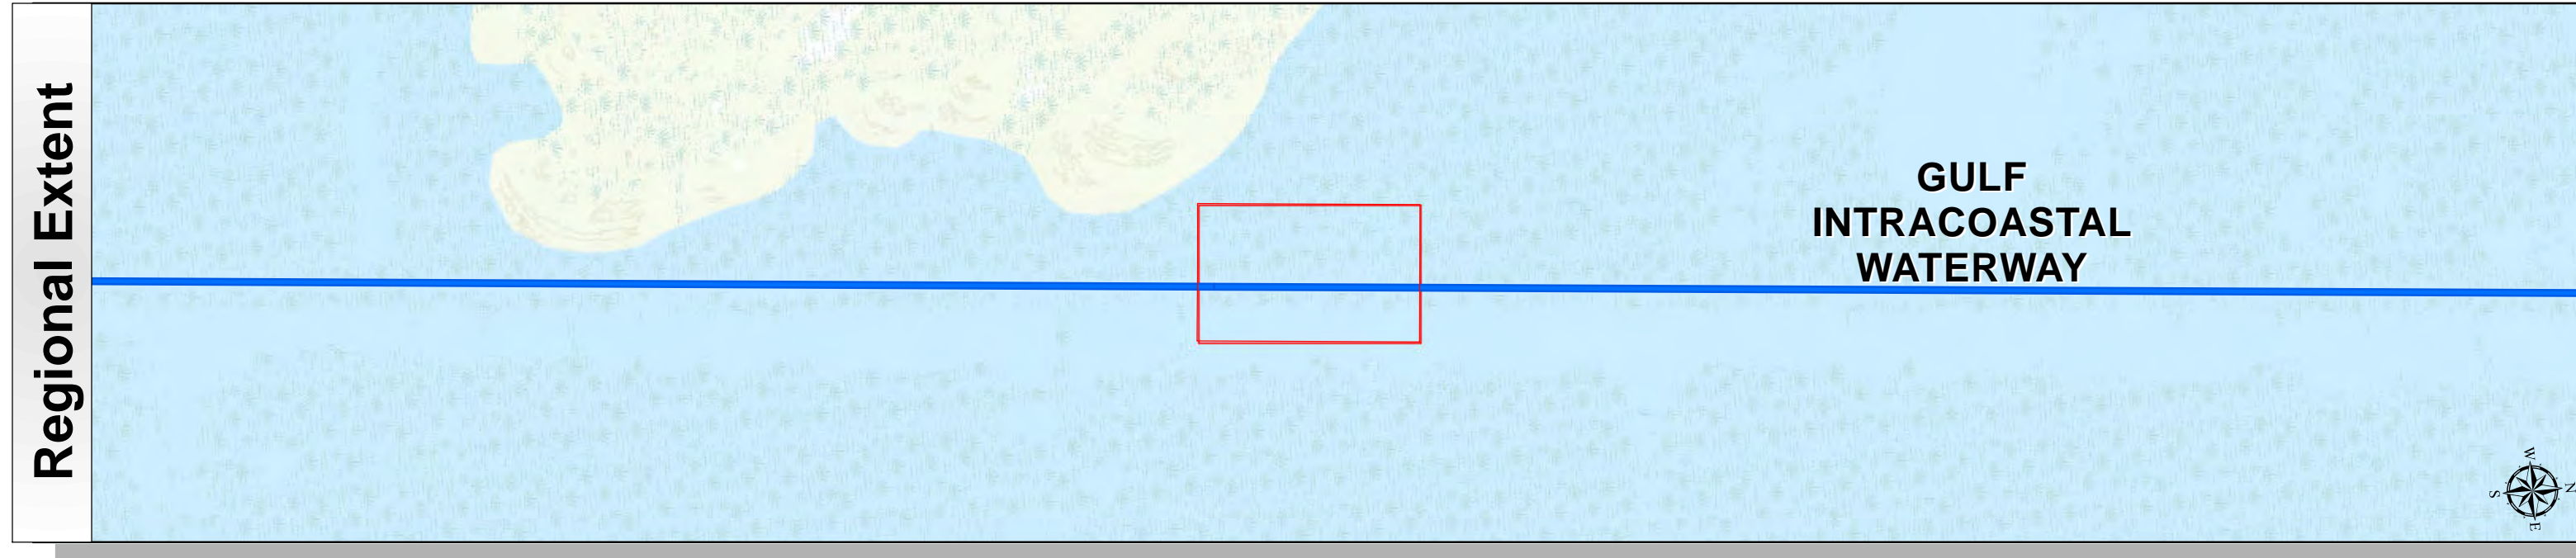 Regional Extent
GULF
INTRACOASTAL
WATERWAY
W
S
N
E